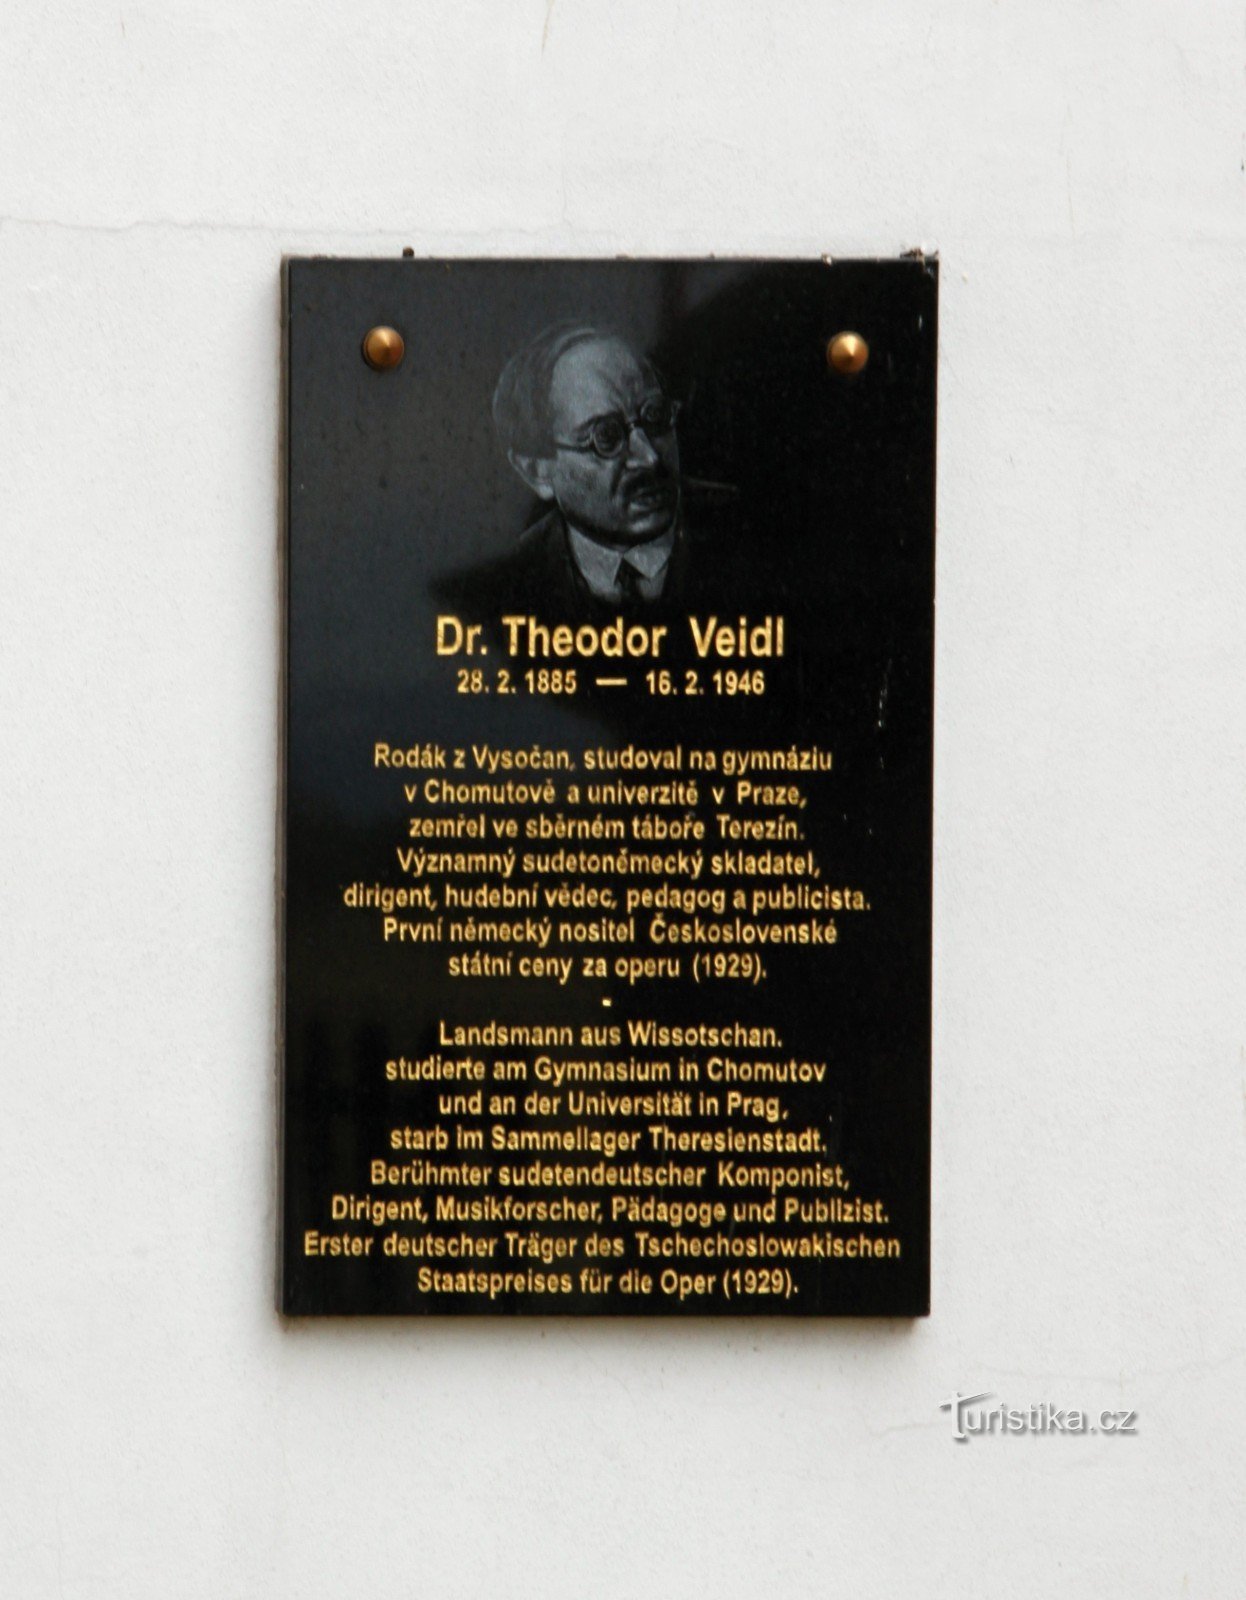 Dr. Theodor Veidl
28. 2. 1885 — 16. 2. 1946
Rodák z Vysočan, studoval na gymnáziu
v Chomutově a univerzitě v Praze,
zemřel ve sběrném táboře Terezín.
Významný sudetoněmecký skladatel,
dirigent, hudební vědec, pedagog a publicista.
První německý nositel Československé
státní ceny za operu (1929).
-
Landsmann aus Wissotschan.
studierte am Gymnasium in Chomutov
und an der Universität in Prag,
starb im Sammellager Theresienstadt.
Berühmter sudetendeutscher Komponist,
Dirigent, Musikforscher, Pädagoge und Publizist.
Erster deutscher Träger des Tschechoslowakischen
Staatspreises für die Oper (1929).
Turistika.cz